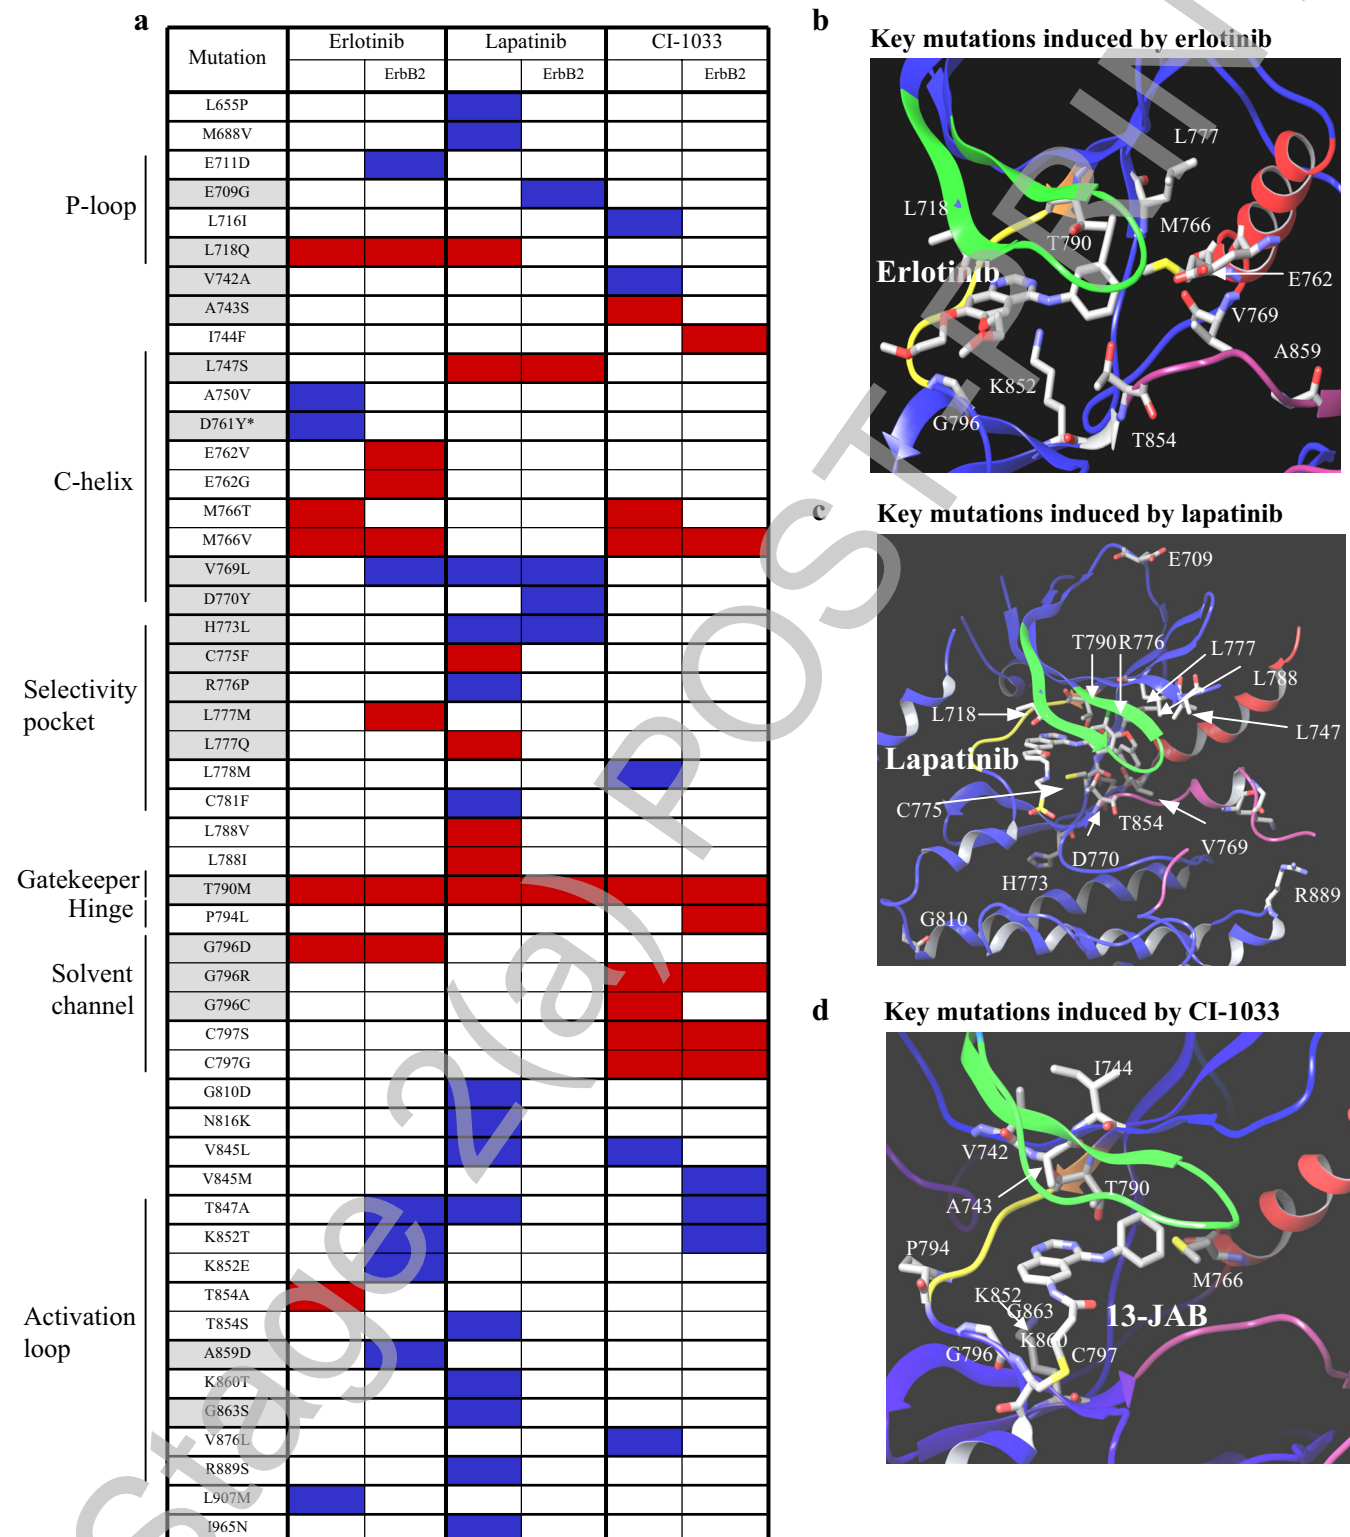 a
Mutation
Erlotinib
Lapatinib
CI-1033
ErbB2
ErbB2
ErbB2
L655P
M688V
E711D
E709G
L716I
L718Q
V742A
A743S
I744F
L747S
A750V
D761Y*
E762V
E762G
M766T
M766V
V769L
D770Y
H773L
C775F
R776P
L777M
L777Q
L778M
C781F
L788V
L788I
T790M
P794L
G796D
G796R
G796C
C797S
C797G
G810D
N816K
V845L
V845M
T847A
K852T
K852E
T854A
T854S
A859D
K860T
G863S
V876L
R889S
L907M
I965N
P-loop
C-helix
Selectivity
pocket
Gatekeeper
Hinge
Solvent
channel
Activation
loop
b
Key mutations induced by erlotinib
L777
L718
M766
T790
Erlotinib
E762
V769
A859
K852
G796
T854
c
Key mutations induced by lapatinib
E709
T790
R776
L777
L788
L718
L747
Lapatinib
C775
T854
V769
D770
H773
R889
G810
d
Key mutations induced by CI-1033
I744
V742
T790
A743
P794
M766
K852
G863
13-JAB
K860
G796
C797
Stage 2(a) POST-PRINT